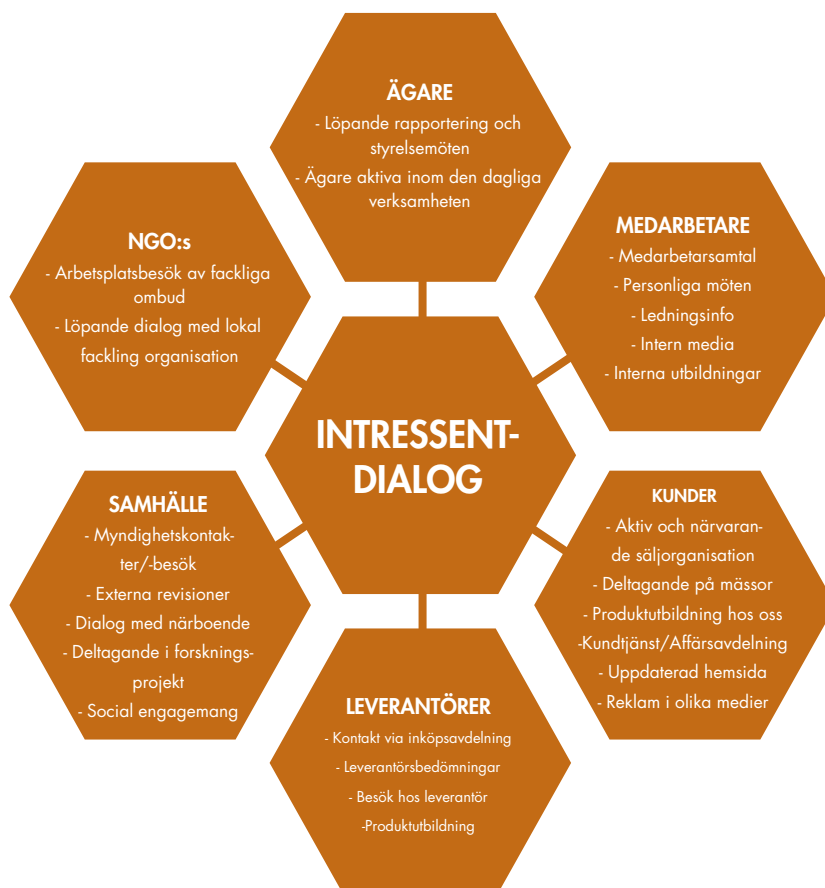 ÄGARE
- Löpande rapportering och
styrelsemöten
- Ägare aktiva inom den dagliga
verksamheten
NGO:s
- Arbetsplatsbesök av fackliga
ombud
- Löpande dialog med lokal
fackling organisation
MEDARBETARE
- Medarbetarsamtal
- Personliga möten
- Ledningsinfo
- Intern media
- Interna utbildningar
INTRESSENT-
DIALOG
SAMHÄLLE
- Myndighetskontak-
ter/-besök
- Externa revisioner
- Dialog med närboende
- Deltagande i forsknings-
projekt
- Social engagemang
KUNDER
- Aktiv och närvaran-
de säljorganisation
- Deltagande på mässor
- Produktutbildning hos oss
-Kundtjänst/Affärsavdelning
- Uppdaterad hemsida
- Reklam i olika medier
LEVERANTÖRER
- Kontakt via inköpsavdelning
- Leverantörsbedömningar
- Besök hos leverantör
-Produktutbildning